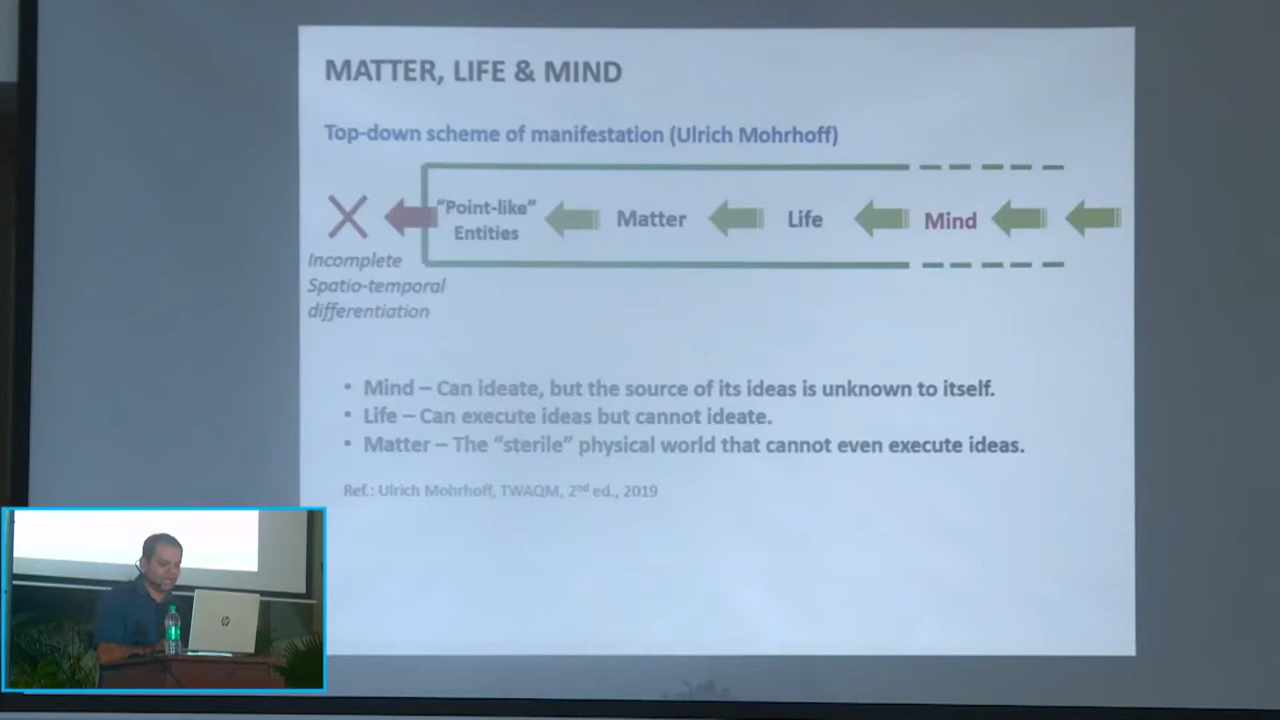 MATTER, LIFE & MIND
Top-down scheme of manifestation (Ulrich Mohrhoff)
"Point-like" Entities
Matter
Life
Mind
Incomplete
Spatio-temporal
differentiation
• Mind – Can ideate, but the source of its ideas is unknown to itself.
• Life – Can execute ideas but cannot ideate.
• Matter – The "sterile" physical world that cannot even execute ideas.
Ref.: Ulrich Mohrhoff, TWAQM, 2nd ed., 2019
hp